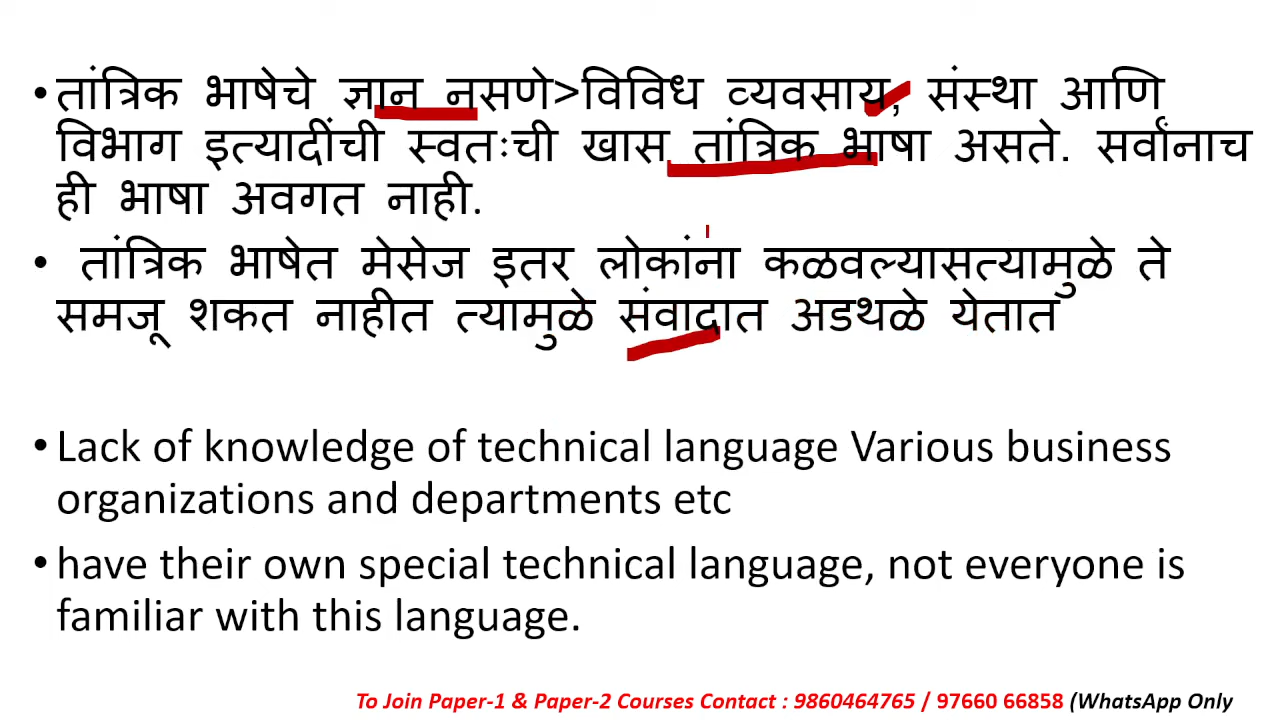 • तांत्रिक भाषेचे ज्ञान नसणे>विविध व्यवसाय, संस्था आणि
विभाग इत्यादींची स्वतःची खास तांत्रिक भाषा असते. सर्वांनाच
ही भाषा अवगत नाही.
• तांत्रिक भाषेत मेसेज इतर लोकांना कळवल्यासत्यामुळे ते
समजू शकत नाहीत त्यामुळे संवादात अडथळे येतात
• Lack of knowledge of technical language Various business
organizations and departments etc
• have their own special technical language, not everyone is
familiar with this language.
To Join Paper-1 & Paper-2 Courses Contact : 9860464765 / 97660 66858 (WhatsApp Only